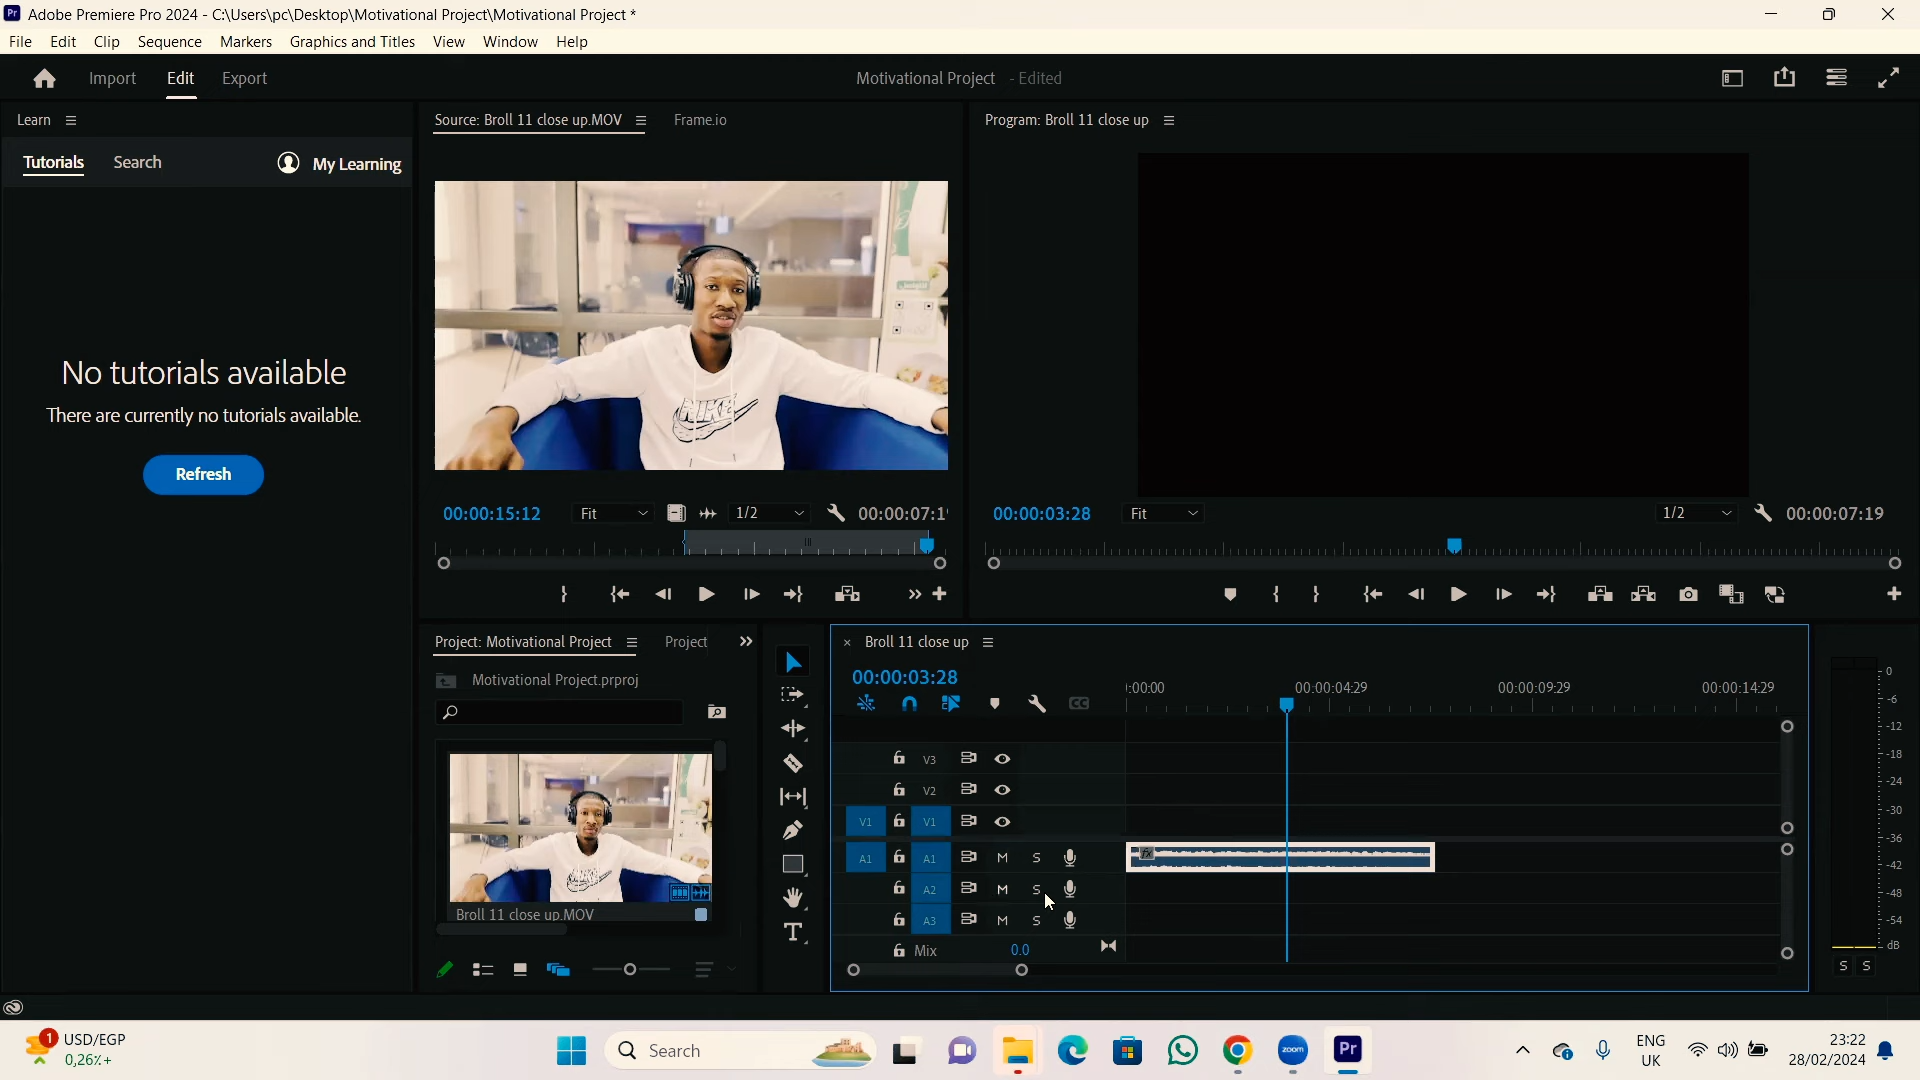 Pr Adobe Premiere Pro 2024 - C:\Users\pc\Desktop\Motivational Project\Motivational Project *
File Edit Clip Sequence Markers Graphics and Titles View Window Help
Import Edit Export Motivational Project - Edited
Learn
Source: Broll 11 close up.MOV Frame.io
Program: Broll 11 close up
Tutorials Search My Learning
No tutorials available
There are currently no tutorials available.
Refresh
NIKE
00:00:15:12 Fit 1/2 00:00:07:1
00:00:03:28 Fit 1/2 00:00:07:19
Project: Motivational Project Project
Motivational Project.prproj
Broll 11 close up.MOV
T
× Broll 11 close up
00:00:03:28
:00:00 00:00:04:29 00:00:09:29 00:00:14:29
CC
V3
V2
V1 V1
A1 A1 M S
fx
A2 M S
A3 M S
Mix 0.0
0
-6
-12
-18
-24
-30
-36
-42
-48
-54
dB
S S
1 USD/EGP
0,26%+
Search
zoom
Pr
ENG
UK
23:22
28/02/2024